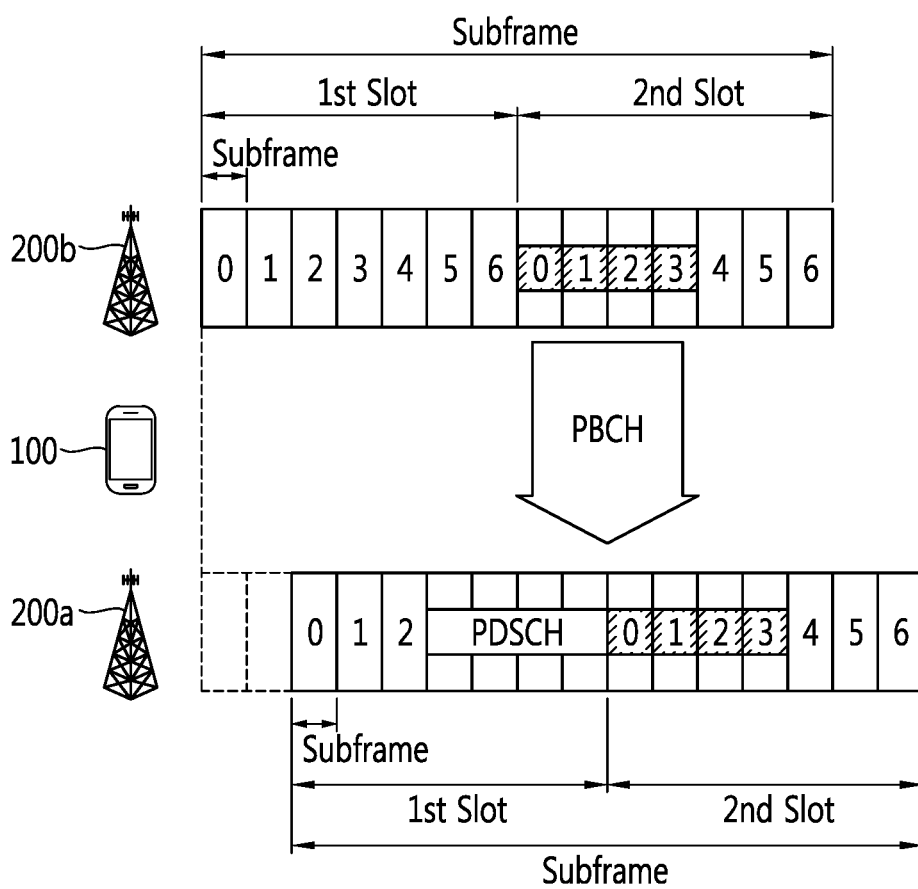 Subframe
1st Slot 2nd Slot
Subframe
200b
0 1 2 3 4 5 6 0 1 2 3 4 5 6
PBCH
100
200a
0 1 2 PDSCH 0 1 2 3 4 5 6
Subframe
1st Slot 2nd Slot
Subframe